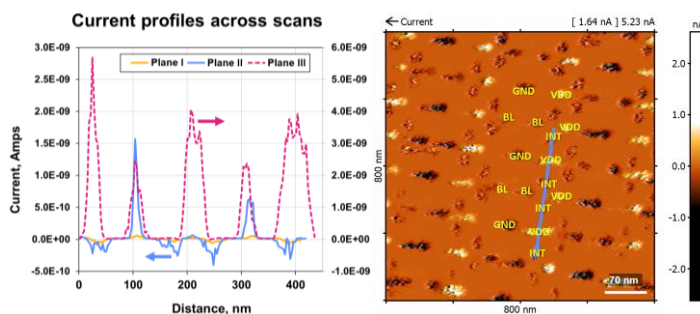 Current profiles across scans
Current, Amps
3.0E-09
2.5E-09
2.0E-09
1.5E-09
1.0E-09
5.0E-10
0.0E+00
-5.0E-10
Plane I
Plane II
Plane III
6.0E-09
5.0E-09
4.0E-09
3.0E-09
2.0E-09
1.0E-09
0.0E+00
-1.0E-09
0 100 200 300 400
Distance, nm
← Current [ 1.64 nA ] 5.23 nA
800 nm
GND VDD
BL BL VDD
INT
GND VDD
INT
BL BL VDD
INT
GND VDD
INT
70 nm
800 nm
nA
2.0
1.0
0.0
-1.0
-2.0